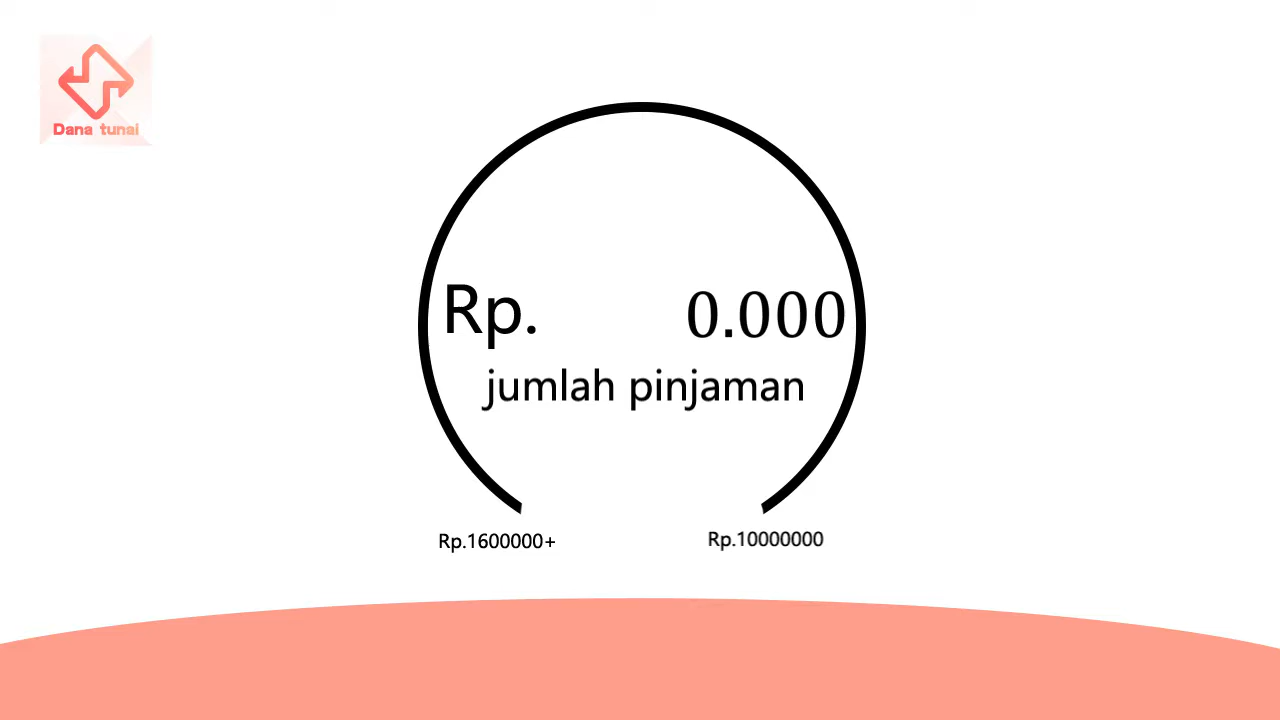 Dana tunai
Rp. 0.000
jumlah pinjaman
Rp.1600000+ Rp.10000000